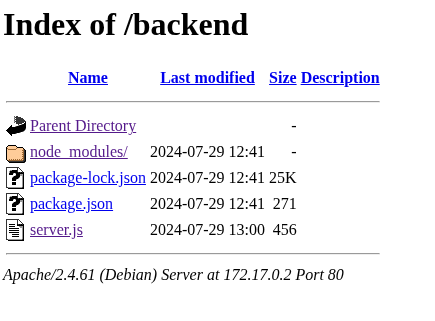 Index of /backend
Name Last modified Size Description
Parent Directory -
node_modules/ 2024-07-29 12:41 -
package-lock.json 2024-07-29 12:41 25K
package.json 2024-07-29 12:41 271
server.js 2024-07-29 13:00 456
Apache/2.4.61 (Debian) Server at 172.17.0.2 Port 80